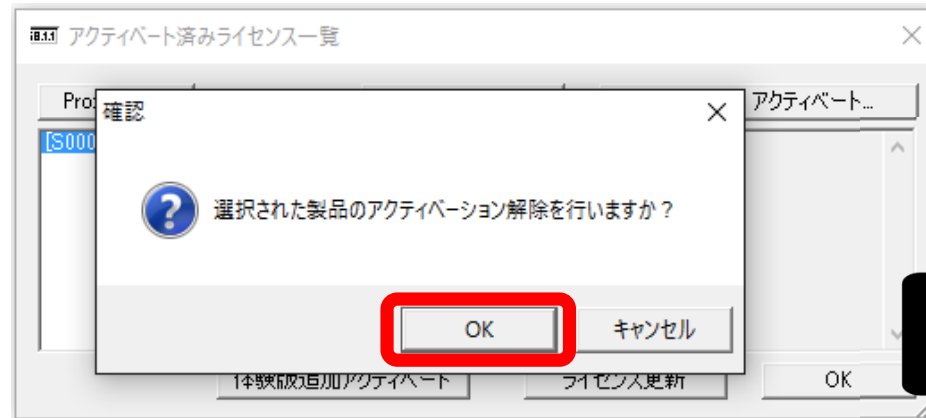 アクティベート済みライセンス一覧
アクティベート...
確認
[S000
選択された製品のアクティベーション解除を行いますか？
OK
キャンセル
体験版追加アクティベート
ライセンス更新
OK